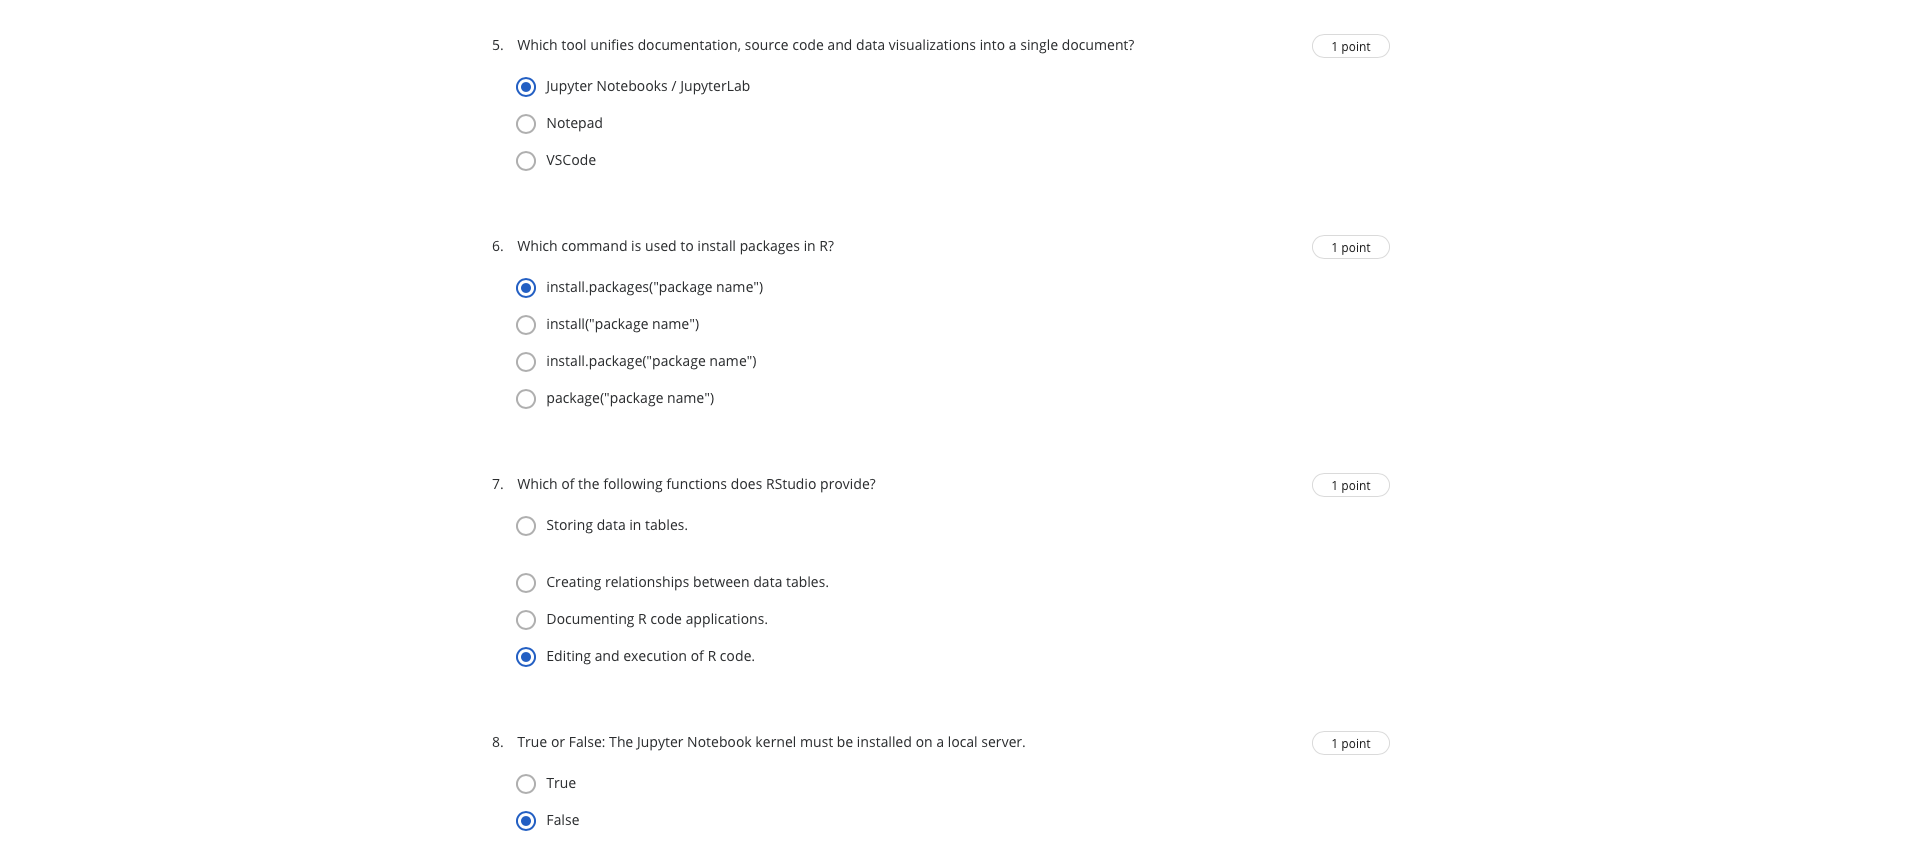 5. Which tool unifies documentation, source code and data visualizations into a single document? 1 point
Jupyter Notebooks / JupyterLab
Notepad
VSCode
6. Which command is used to install packages in R? 1 point
install.packages("package name")
install("package name")
install.package("package name")
package("package name")
7. Which of the following functions does RStudio provide? 1 point
Storing data in tables.
Creating relationships between data tables.
Documenting R code applications.
Editing and execution of R code.
8. True or False: The Jupyter Notebook kernel must be installed on a local server. 1 point
True
False